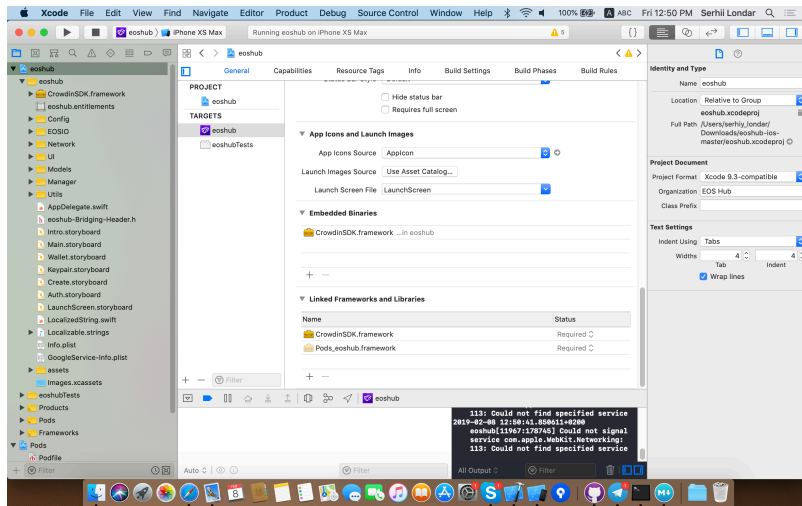 Xcode File Edit View Find Navigate Editor Product Debug Source Control Window Help 100% A ABC Fri 12:50 PM Serhii Londar
eoshub iPhone XS Max Running eoshub on iPhone XS Max 5 {}
eoshub
General Capabilities Resource Tags Info Build Settings Build Phases Build Rules
eoshub
eoshub
CrowdinSDK.framework
eoshub.entitlements
Config
EOSIO
Network
UI
Models
Manager
Utils
AppDelegate.swift
eoshub-Bridging-Header.h
Intro.storyboard
Main.storyboard
Wallet.storyboard
Keypair.storyboard
Create.storyboard
Auth.storyboard
LaunchScreen.storyboard
LocalizedString.swift
Localizable.strings
Info.plist
GoogleService-Info.plist
assets
Images.xcassets
eoshubTests
Products
Pods
Frameworks
Pods
Podfile
Filter
PROJECT
eoshub
TARGETS
eoshub
eoshubTests
Filter
Hide status bar
Requires full screen
App Icons and Launch Images
App Icons Source AppIcon
Launch Images Source Use Asset Catalog...
Launch Screen File LaunchScreen
Embedded Binaries
CrowdinSDK.framework ...in eoshub
+ −
Linked Frameworks and Libraries
Name Status
CrowdinSDK.framework Required
Pods_eoshub.framework Required
+ −
eoshub
113: Could not find specified service
2019-02-08 12:50:41.850611+0200
eoshub[11967:178745] Could not signal
service com.apple.WebKit.Networking:
113: Could not find specified service
Auto Filter All Output Filter
Identity and Type
Name eoshub
Location Relative to Group
eoshub.xcodeproj
Full Path /Users/serhiy_londar/
Downloads/eoshub-ios-
master/eoshub.xcodeproj
Project Document
Project Format Xcode 9.3-compatible
Organization EOS Hub
Class Prefix
Text Settings
Indent Using Tabs
Widths 4 4
Tab Indent
Wrap lines
FEB
8